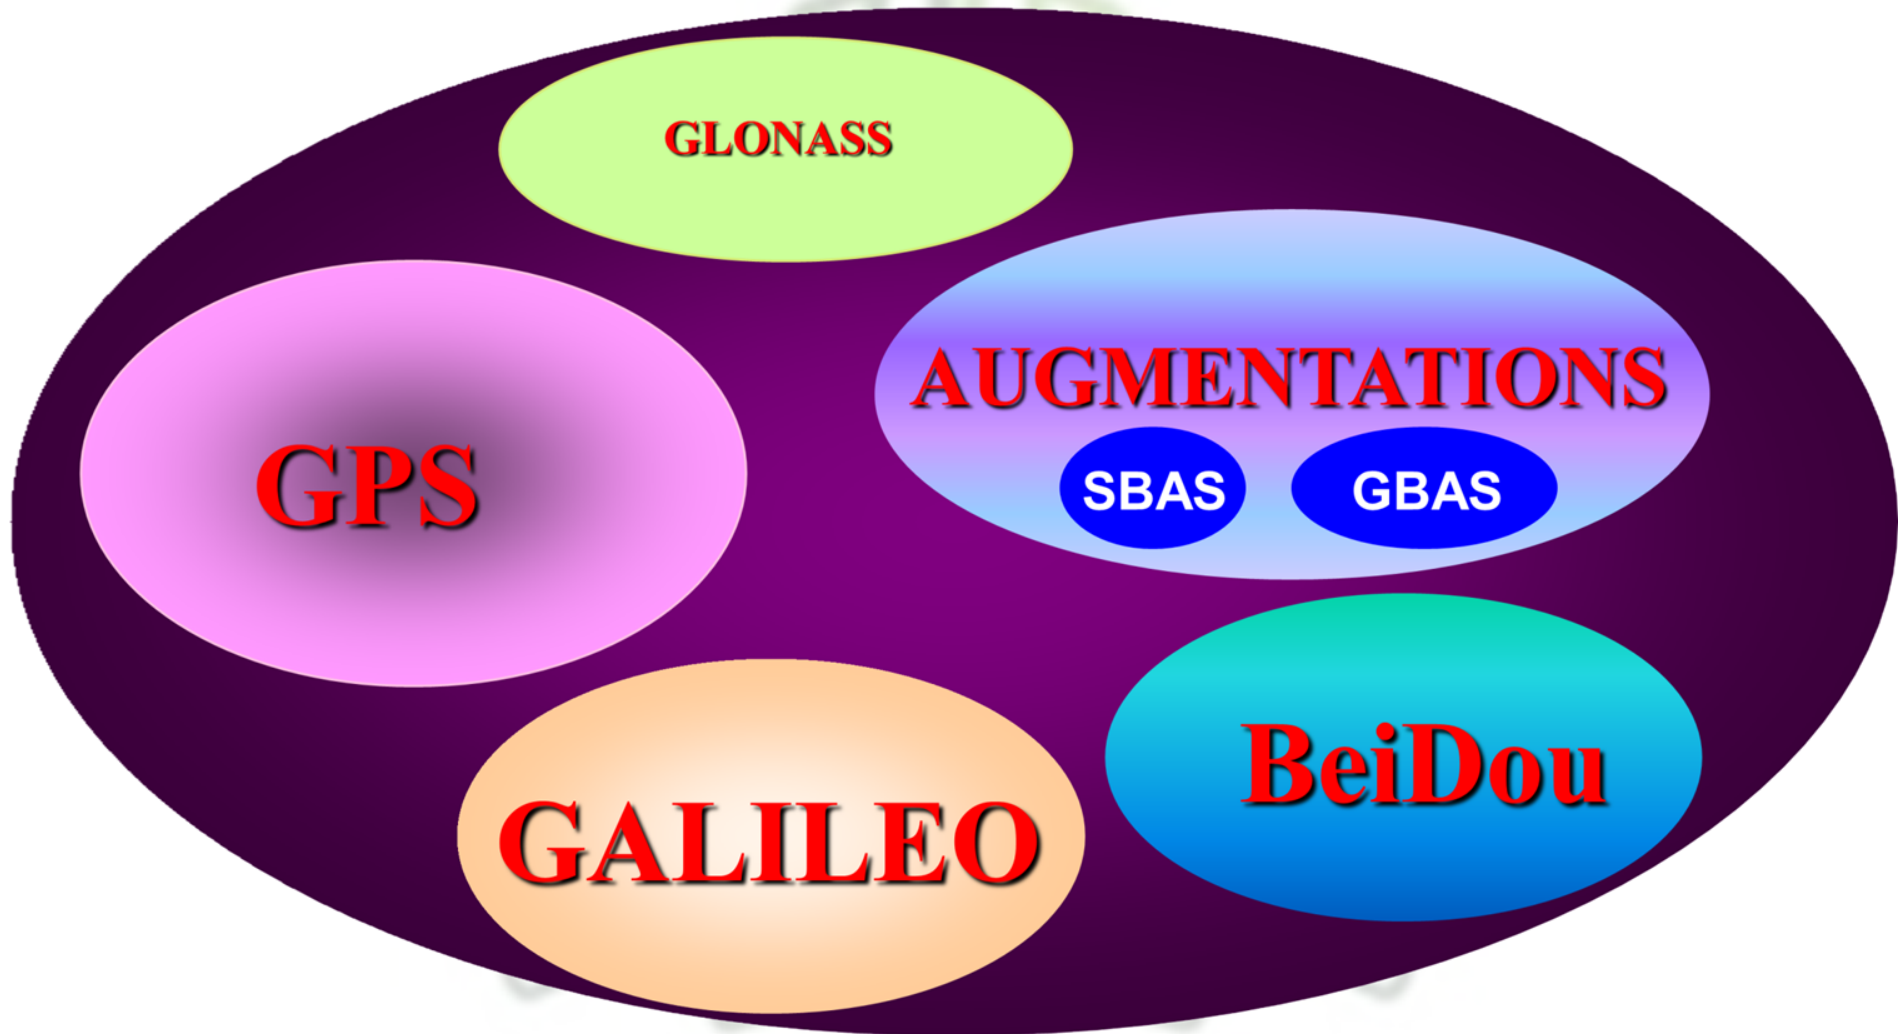 GLONASS
AUGMENTATIONS
SBAS GBAS
GPS
BeiDou
GALILEO